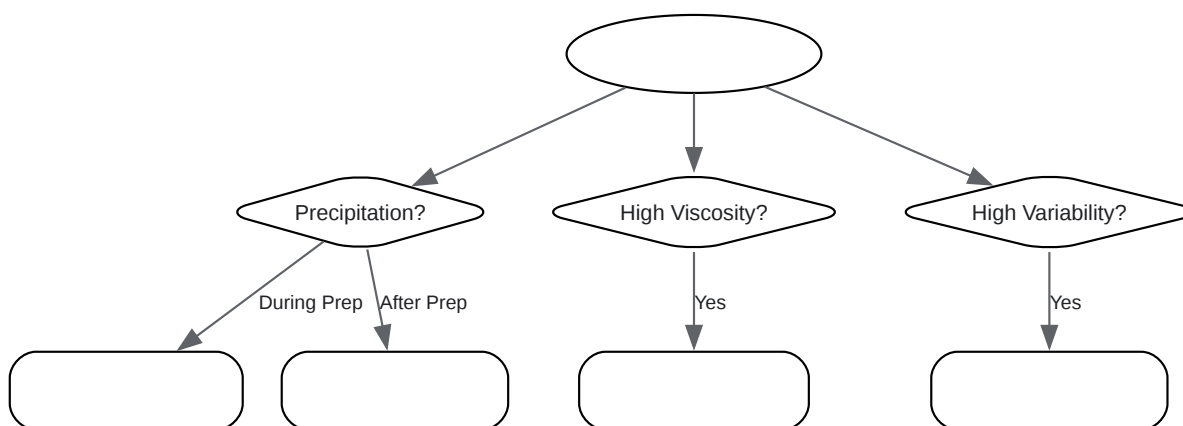 Precipitation?
High Viscosity?
High Variability?
During Prep
After Prep
Yes
Yes